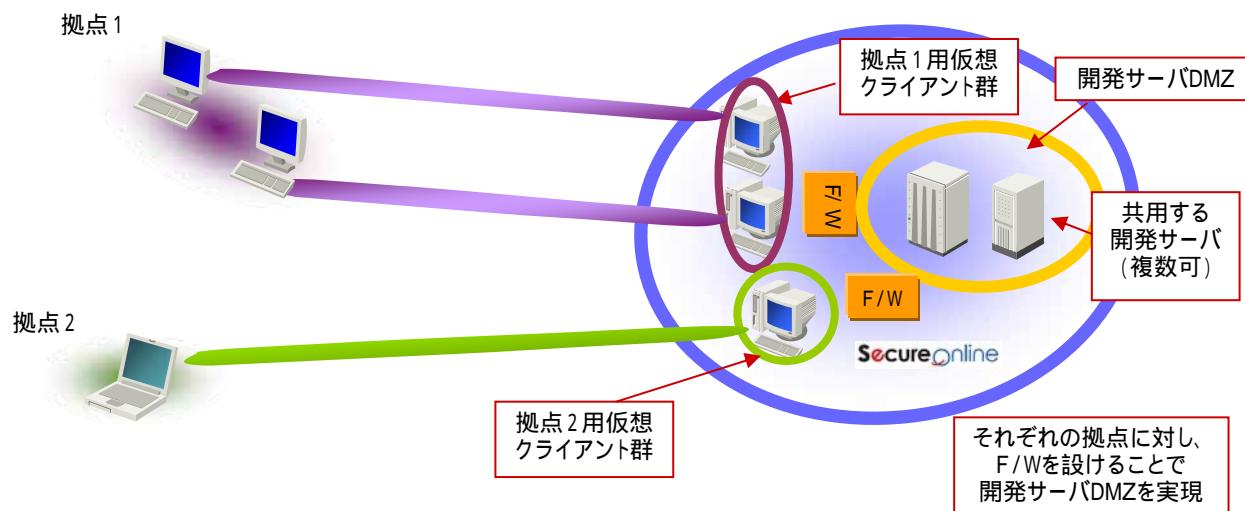 拠点1
拠点1用仮想
クライアント群
開発サーバDMZ
F/W
共用する
開発サーバ
(複数可)
F/W
拠点2
Secureonline
拠点2用仮想
クライアント群
それぞれの拠点に対し、
F/Wを設けることで
開発サーバDMZを実現